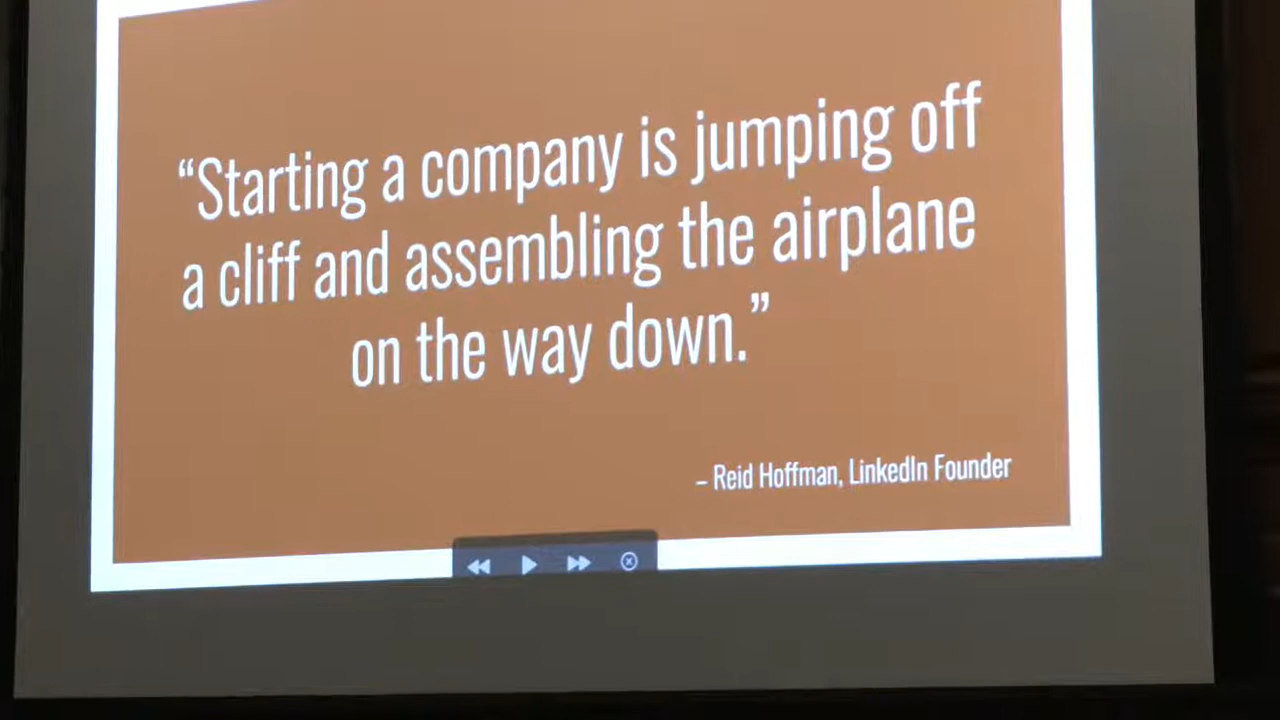 “Starting a company is jumping off
a cliff and assembling the airplane
on the way down.”
– Reid Hoffman, LinkedIn Founder